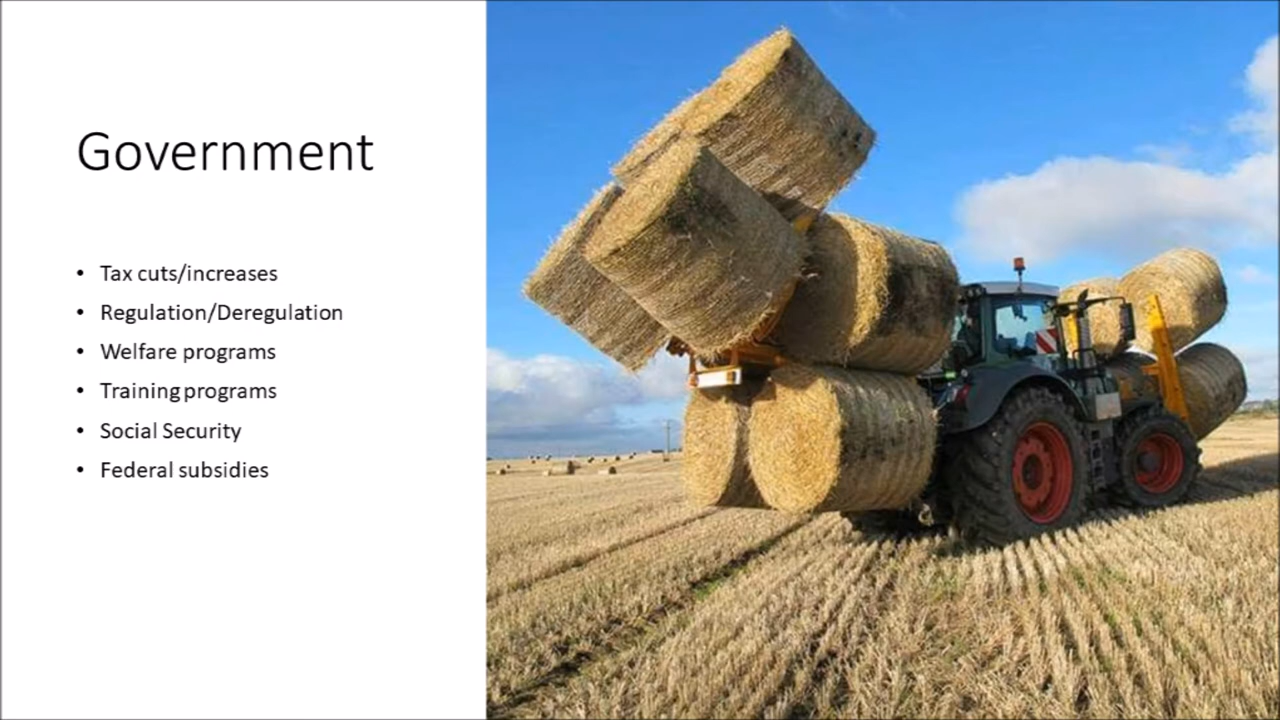 Government
• Tax cuts/increases
• Regulation/Deregulation
• Welfare programs
• Training programs
• Social Security
• Federal subsidies